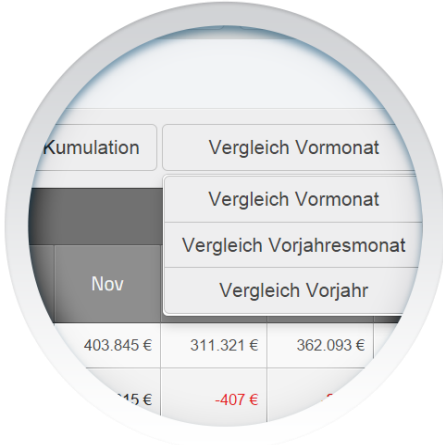 Kumulation Vergleich Vormonat
Vergleich Vormonat
Vergleich Vorjahresmonat
Nov Vergleich Vorjahr
403.845 € 311.321 € 362.093 €
-407 €